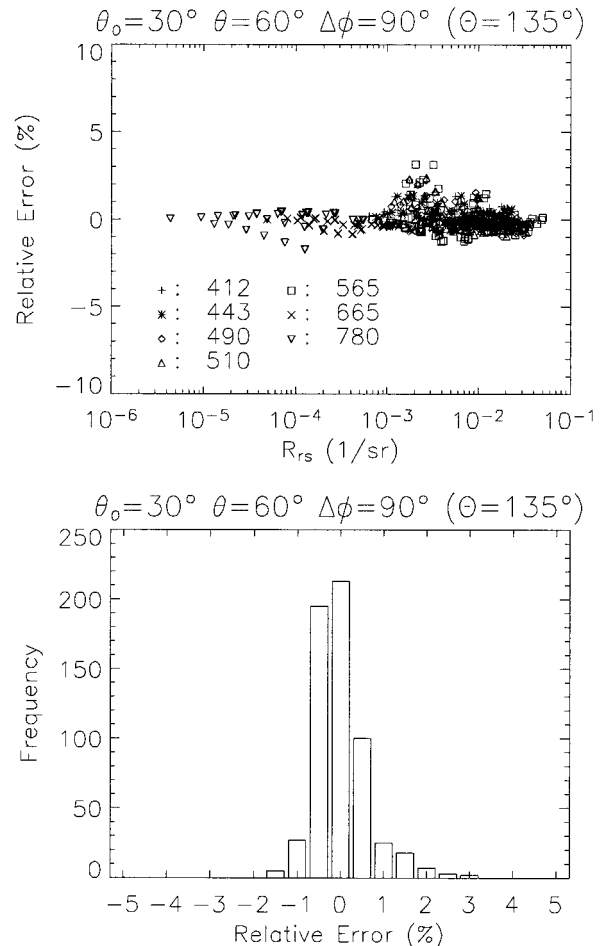 θ₀=30° θ=60° Δϕ=90° (Θ=135°)
10
5
0
−5
−10
Relative Error (%)
+ : 412 □ : 565
✳ : 443 × : 665
◇ : 490 ▽ : 780
△ : 510
10⁻⁶ 10⁻⁵ 10⁻⁴ 10⁻³ 10⁻² 10⁻¹
Rrs (1/sr)
θ₀=30° θ=60° Δϕ=90° (Θ=135°)
250
200
150
100
50
0
Frequency
−5 −4 −3 −2 −1 0 1 2 3 4 5
Relative Error (%)